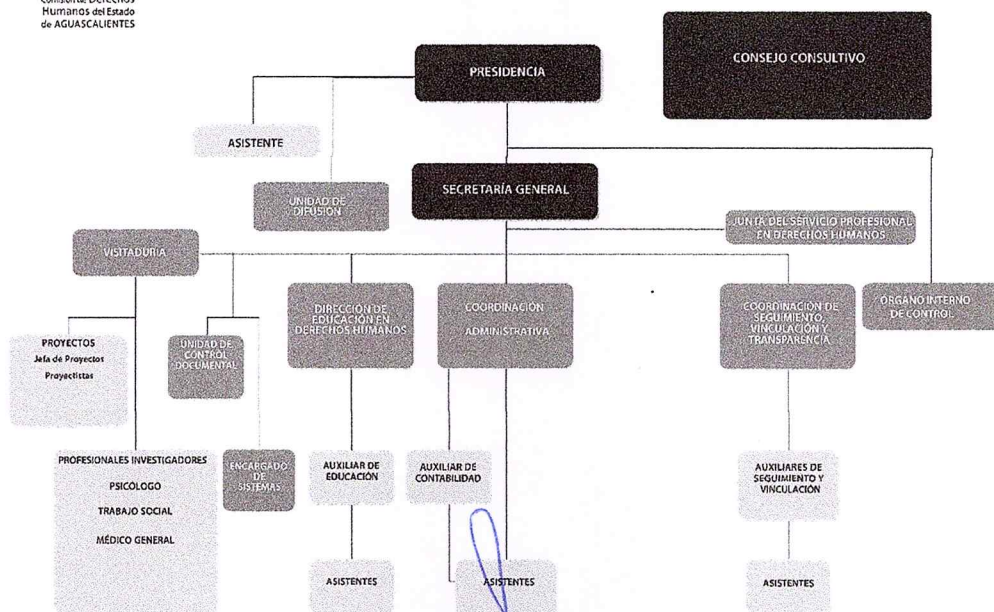 Comisión de DERECHOS
Humanos del Estado
de AGUASCALIENTES
PRESIDENCIA
CONSEJO CONSULTIVO
ASISTENTE
SECRETARÍA GENERAL
UNIDAD DE
DIFUSIÓN
JUNTA DEL SERVICIO PROFESIONAL
EN DERECHOS HUMANOS
VISITADURIA
DIRECCIÓN DE
EDUCACIÓN EN
DERECHOS HUMANOS
COORDINACIÓN
ADMINISTRATIVA
COORDINACIÓN DE
SEGUIMIENTO,
VINCULACIÓN Y
TRANSPARENCIA
ÓRGANO INTERNO
DE CONTROL
PROYECTOS
Jefa de Proyectos
Proyectistas
UNIDAD DE
CONTROL
DOCUMENTAL
PROFESIONALES INVESTIGADORES
PSICÓLOGO
TRABAJO SOCIAL
MÉDICO GENERAL
ENCARGADO
DE
SISTEMAS
AUXILIAR DE
EDUCACIÓN
AUXILIAR DE
CONTABILIDAD
AUXILIARES DE
SEGUIMIENTO Y
VINCULACIÓN
ASISTENTES
ASISTENTES
ASISTENTES